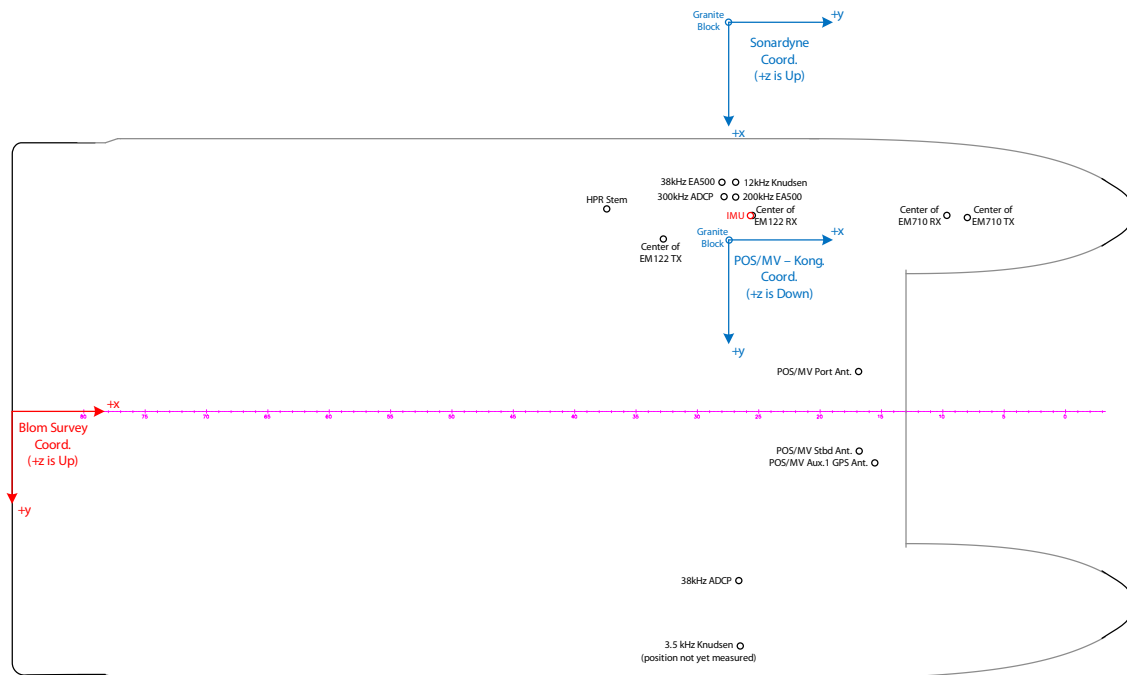 Granite
Block
+y
Sonardyne
Coord.
(+z is Up)
+x
38kHz EA500
12kHz Knudsen
300kHz ADCP
200kHz EA500
HPR Stem
IMU
Center of
EM122 RX
Center of
EM710 RX
Center of
EM710 TX
Granite
Block
+x
Center of
EM122 TX
POS/MV – Kong.
Coord.
(+z is Down)
+y
POS/MV Port Ant.
+x
80
75
70
65
60
55
50
45
40
35
30
25
20
15
10
5
0
Blom Survey
Coord.
(+z is Up)
+y
POS/MV Stbd Ant.
POS/MV Aux.1 GPS Ant.
38kHz ADCP
3.5 kHz Knudsen
(position not yet measured)